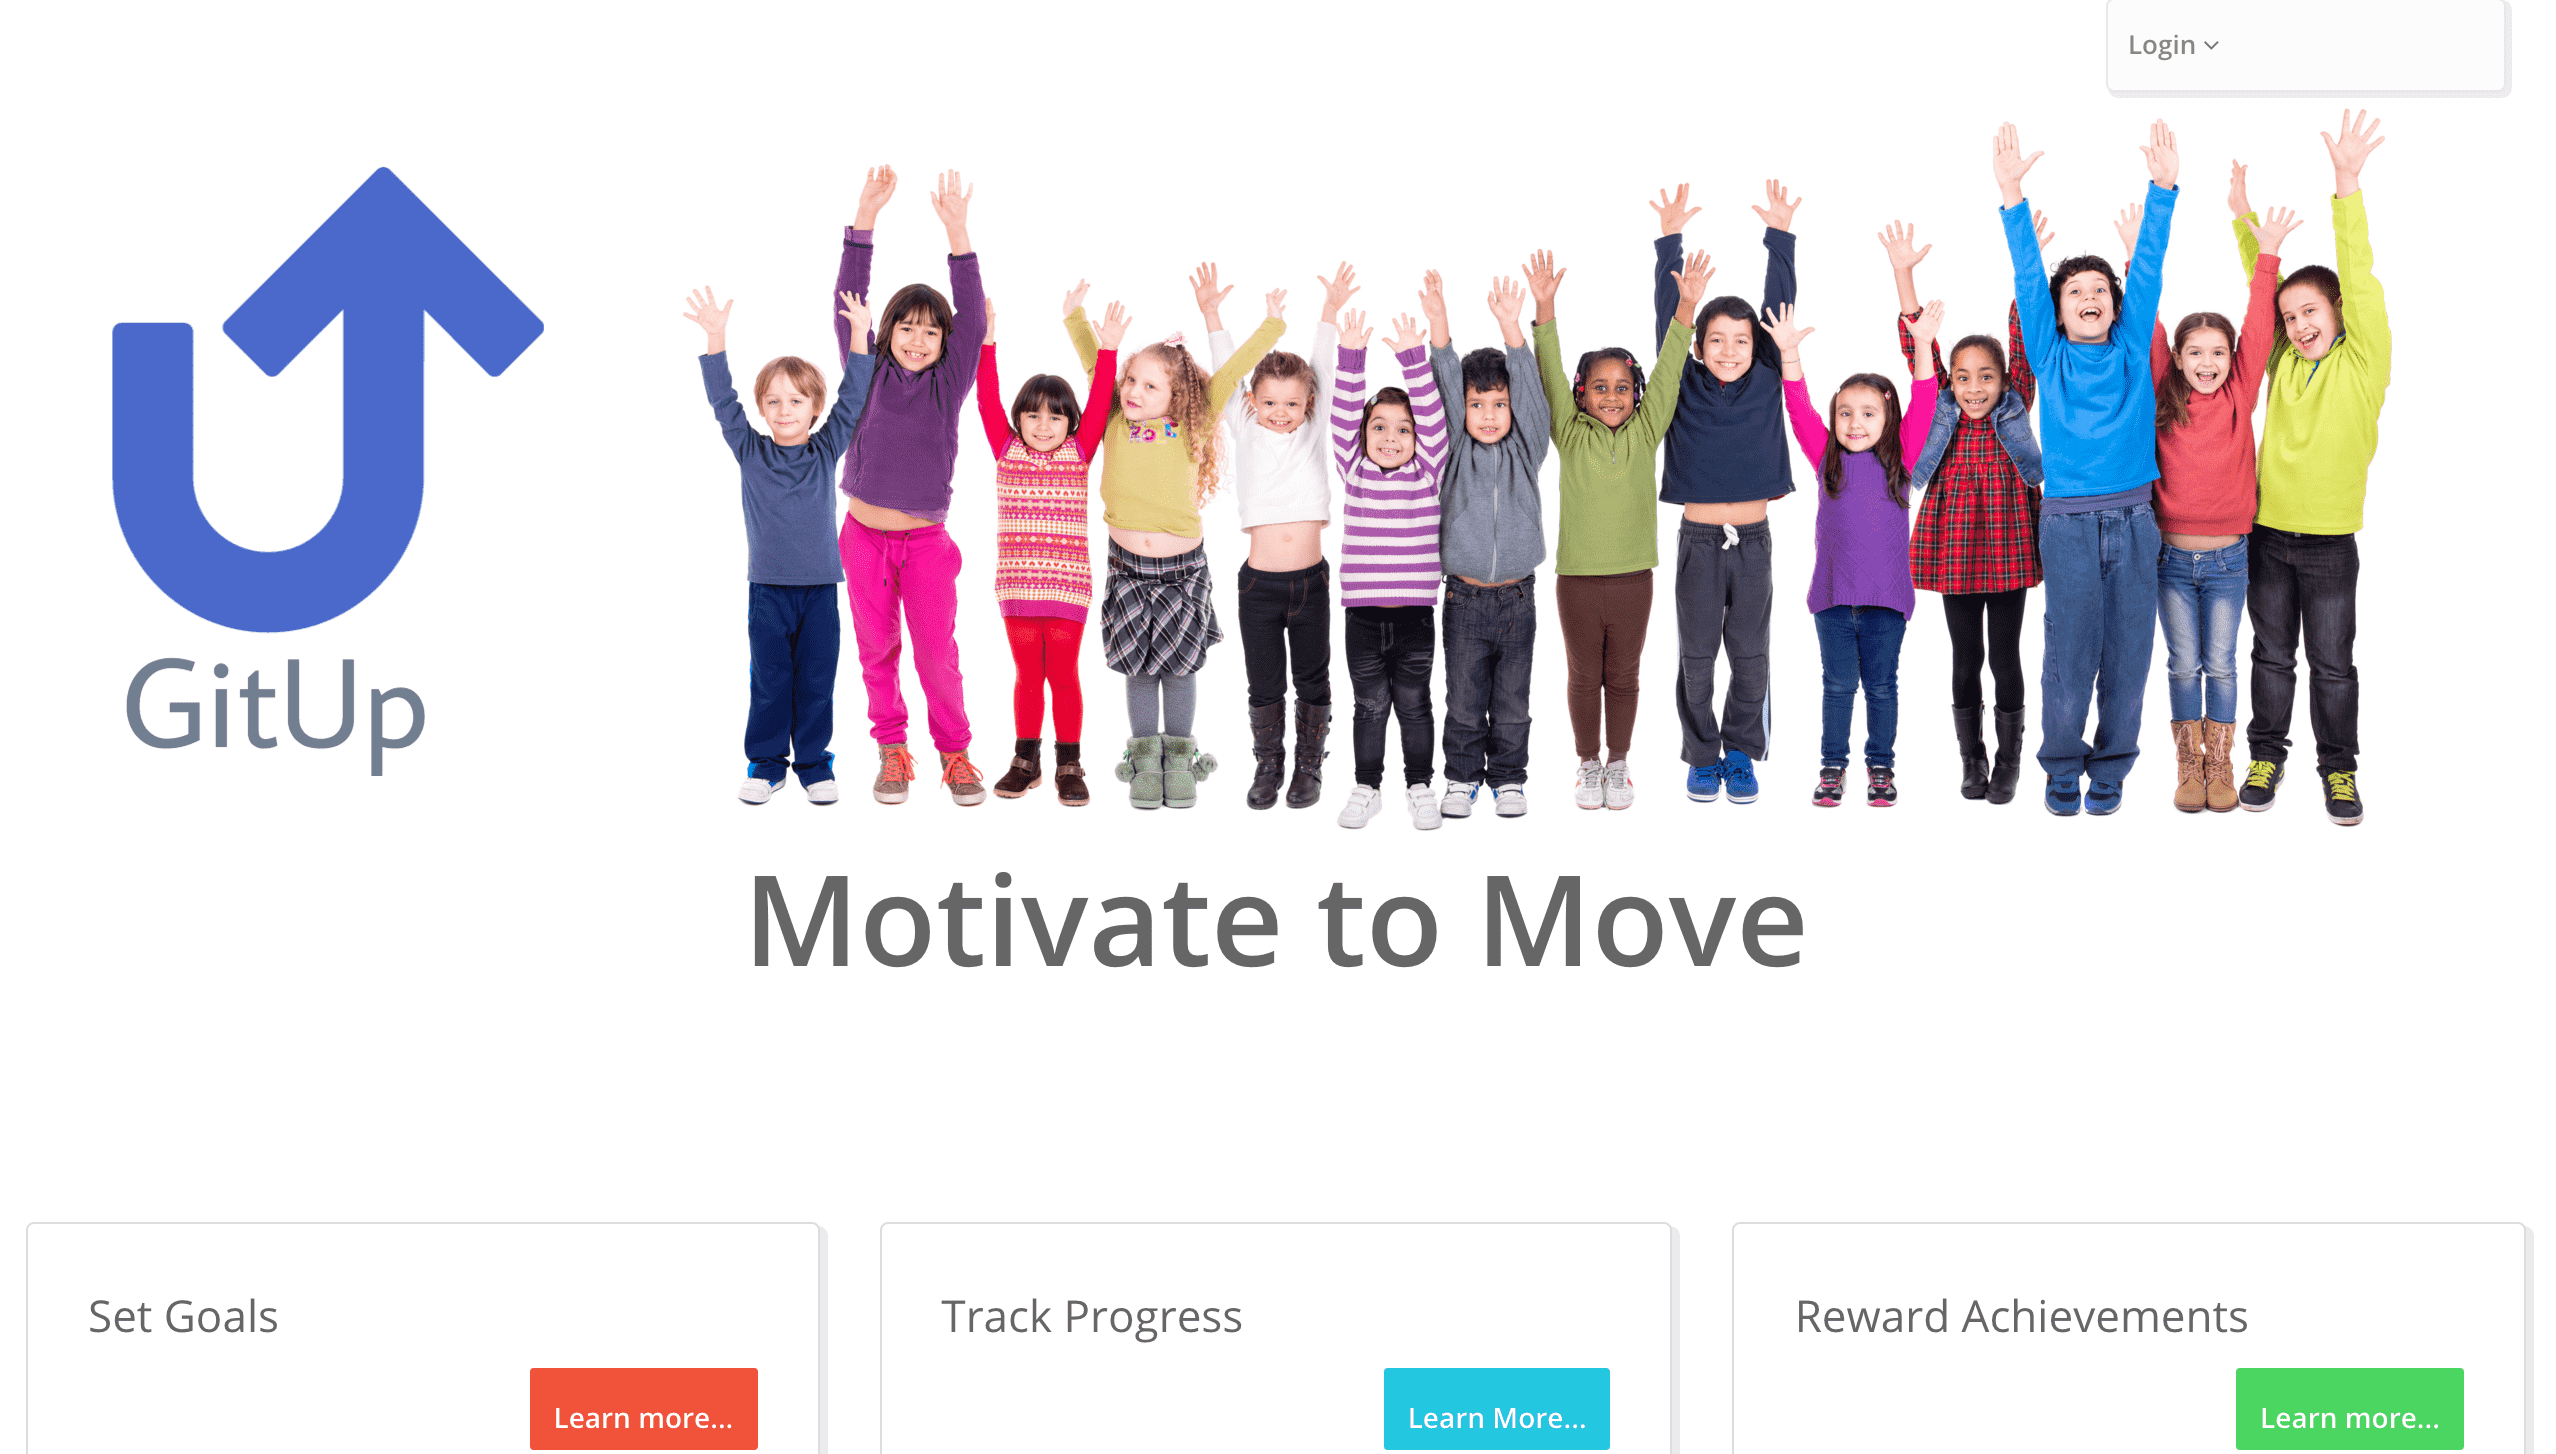 Login
GitUp
Motivate to Move
Set Goals
Learn more...
Track Progress
Learn More...
Reward Achievements
Learn more...